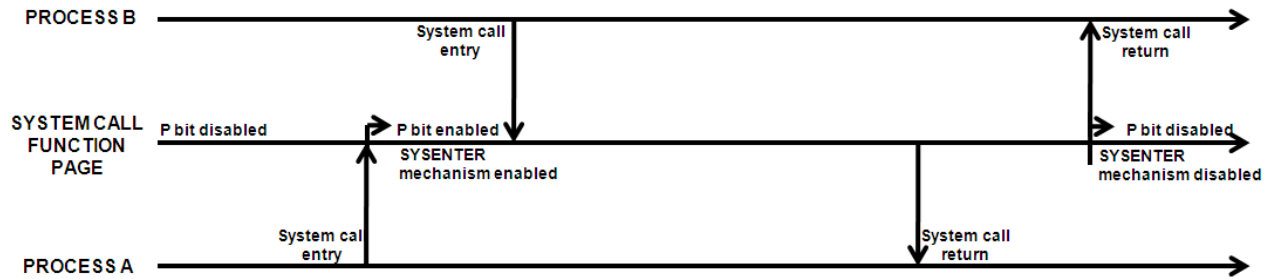 PROCESS B
System call
entry
System call
return
SYSTEM CALL
FUNCTION
PAGE
P bit disabled
P bit enabled
SYSENTER
mechanism enabled
P bit disabled
SYSENTER
mechanism disabled
System call
entry
System call
return
PROCESS A